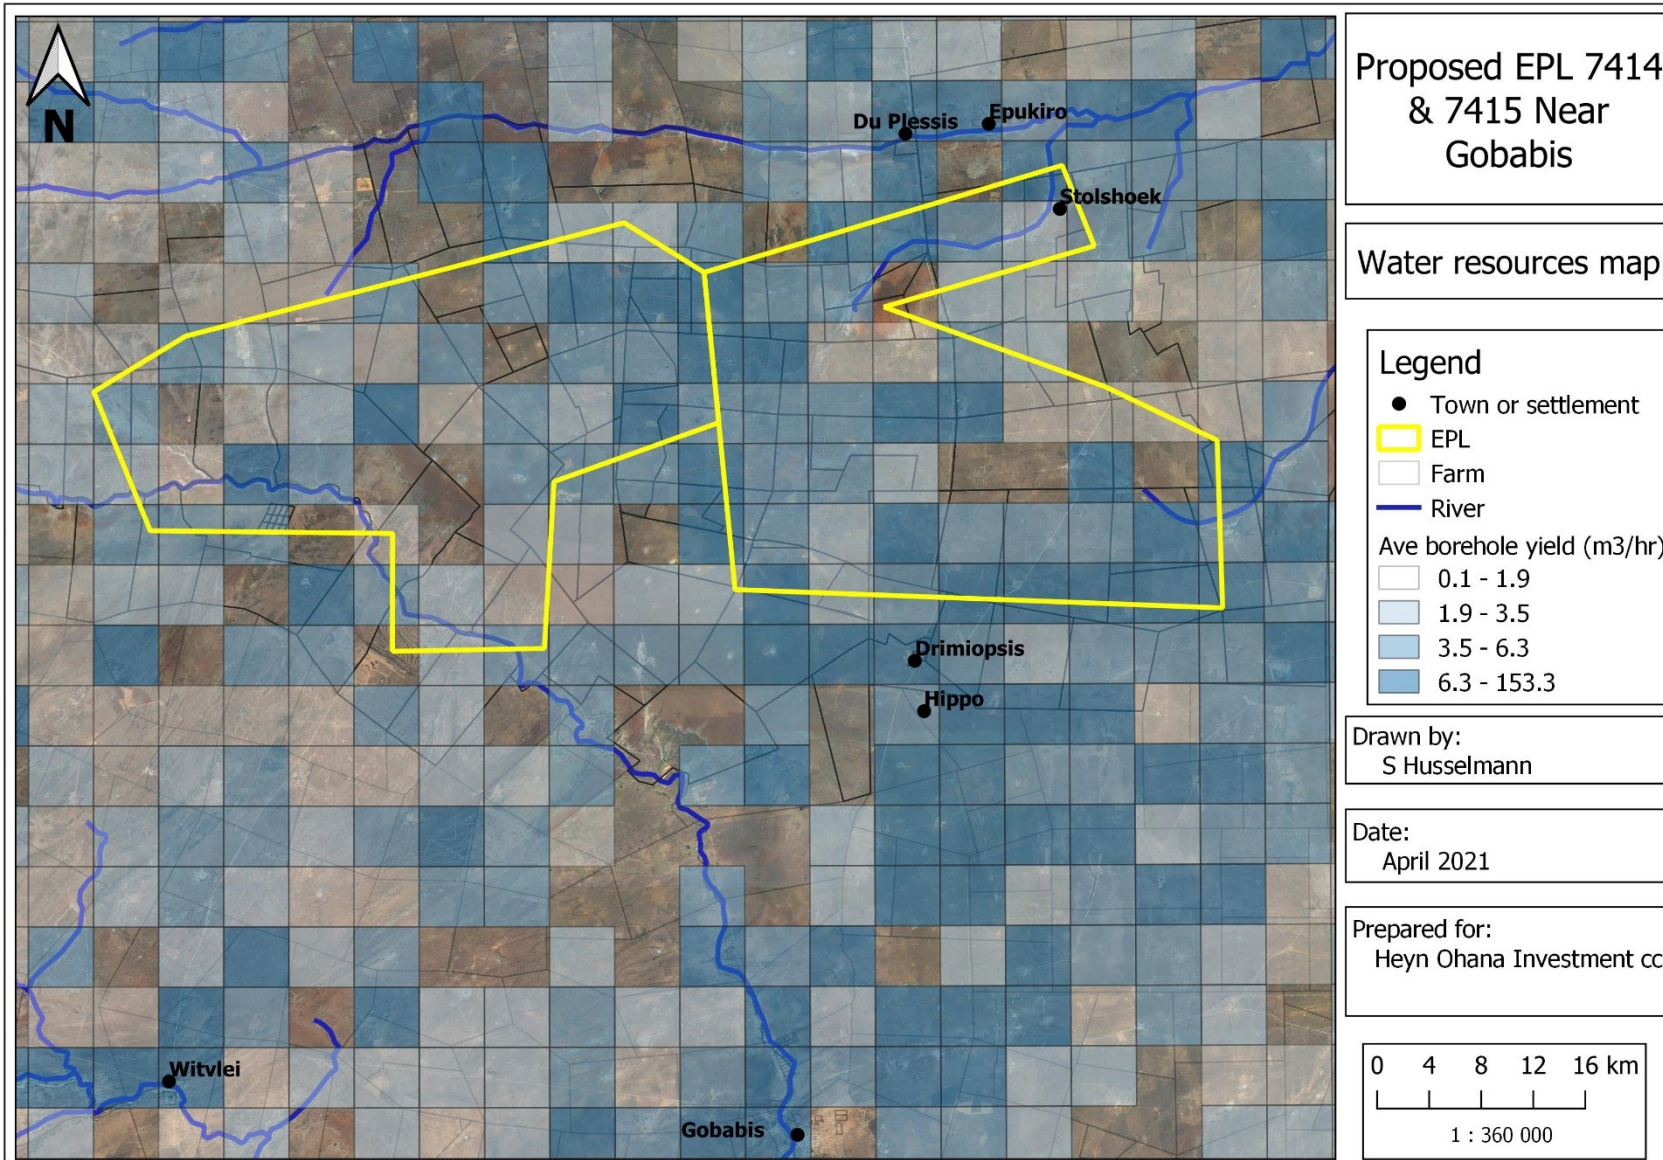 N
Du Plessis
Epukiro
Stolshoek
Drimiopsis
Hippo
Witvlei
Gobabis
Proposed EPL 7414
& 7415 Near
Gobabis
Water resources map
Legend
Town or settlement
EPL
Farm
River
Ave borehole yield (m3/hr)
0.1 - 1.9
1.9 - 3.5
3.5 - 6.3
6.3 - 153.3
Drawn by:
S Husselmann
Date:
April 2021
Prepared for:
Heyn Ohana Investment cc
0 4 8 12 16 km
1 : 360 000